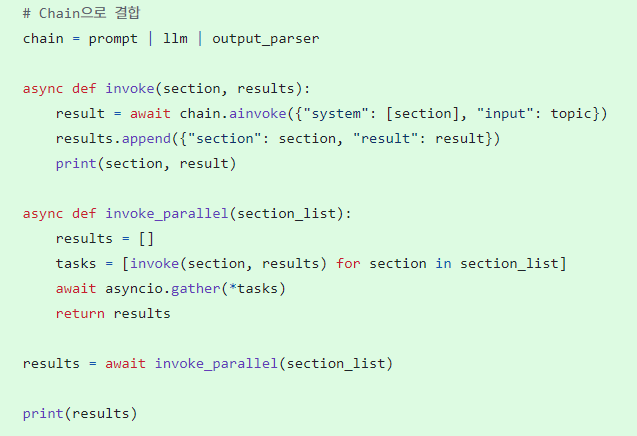 # Chain으로 결합
chain = prompt | llm | output_parser
async def invoke(section, results):
    result = await chain.ainvoke({"system": [section], "input": topic})
    results.append({"section": section, "result": result})
    print(section, result)
async def invoke_parallel(section_list):
    results = []
    tasks = [invoke(section, results) for section in section_list]
    await asyncio.gather(*tasks)
    return results
results = await invoke_parallel(section_list)
print(results)